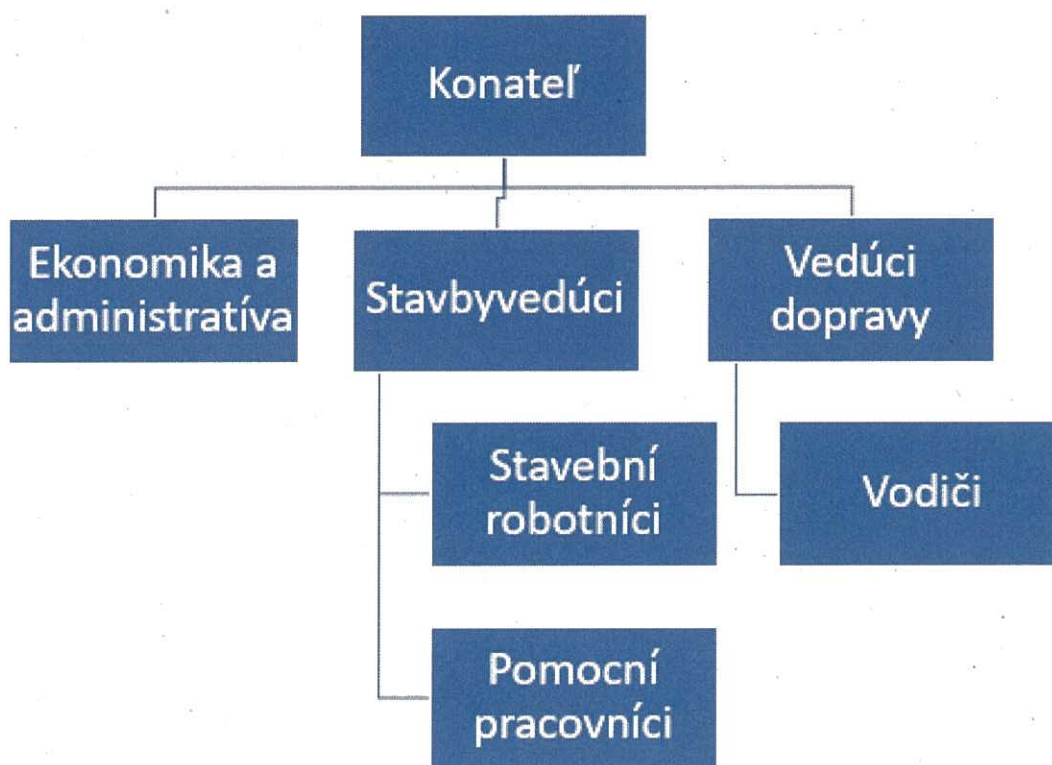 Konateľ
Ekonomika a
administratíva
Stavbyvedúci
Vedúci
dopravy
Stavební
robotníci
Vodiči
Pomocní
pracovníci